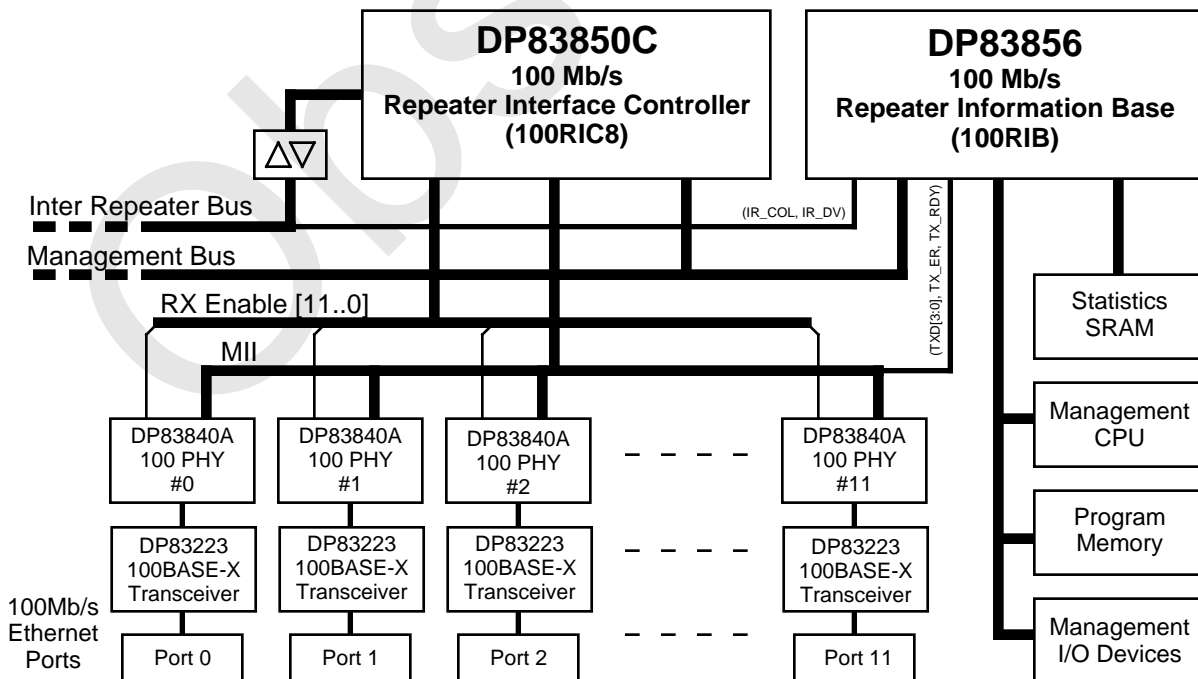 DP83850C
100 Mb/s
Repeater Interface Controller
(100RIC8)
DP83856
100 Mb/s
Repeater Information Base
(100RIB)
Inter Repeater Bus
(IR_COL, IR_DV)
Management Bus
(TXD[3:0], TX_ER, TX_RDY)
RX Enable [11..0]
MII
Statistics
SRAM
Management
CPU
Program
Memory
Management
I/O Devices
DP83840A
100 PHY
#0
DP83840A
100 PHY
#1
DP83840A
100 PHY
#2
DP83840A
100 PHY
#11
DP83223
100BASE-X
Transceiver
DP83223
100BASE-X
Transceiver
DP83223
100BASE-X
Transceiver
DP83223
100BASE-X
Transceiver
100Mb/s
Ethernet
Ports
Port 0
Port 1
Port 2
Port 11